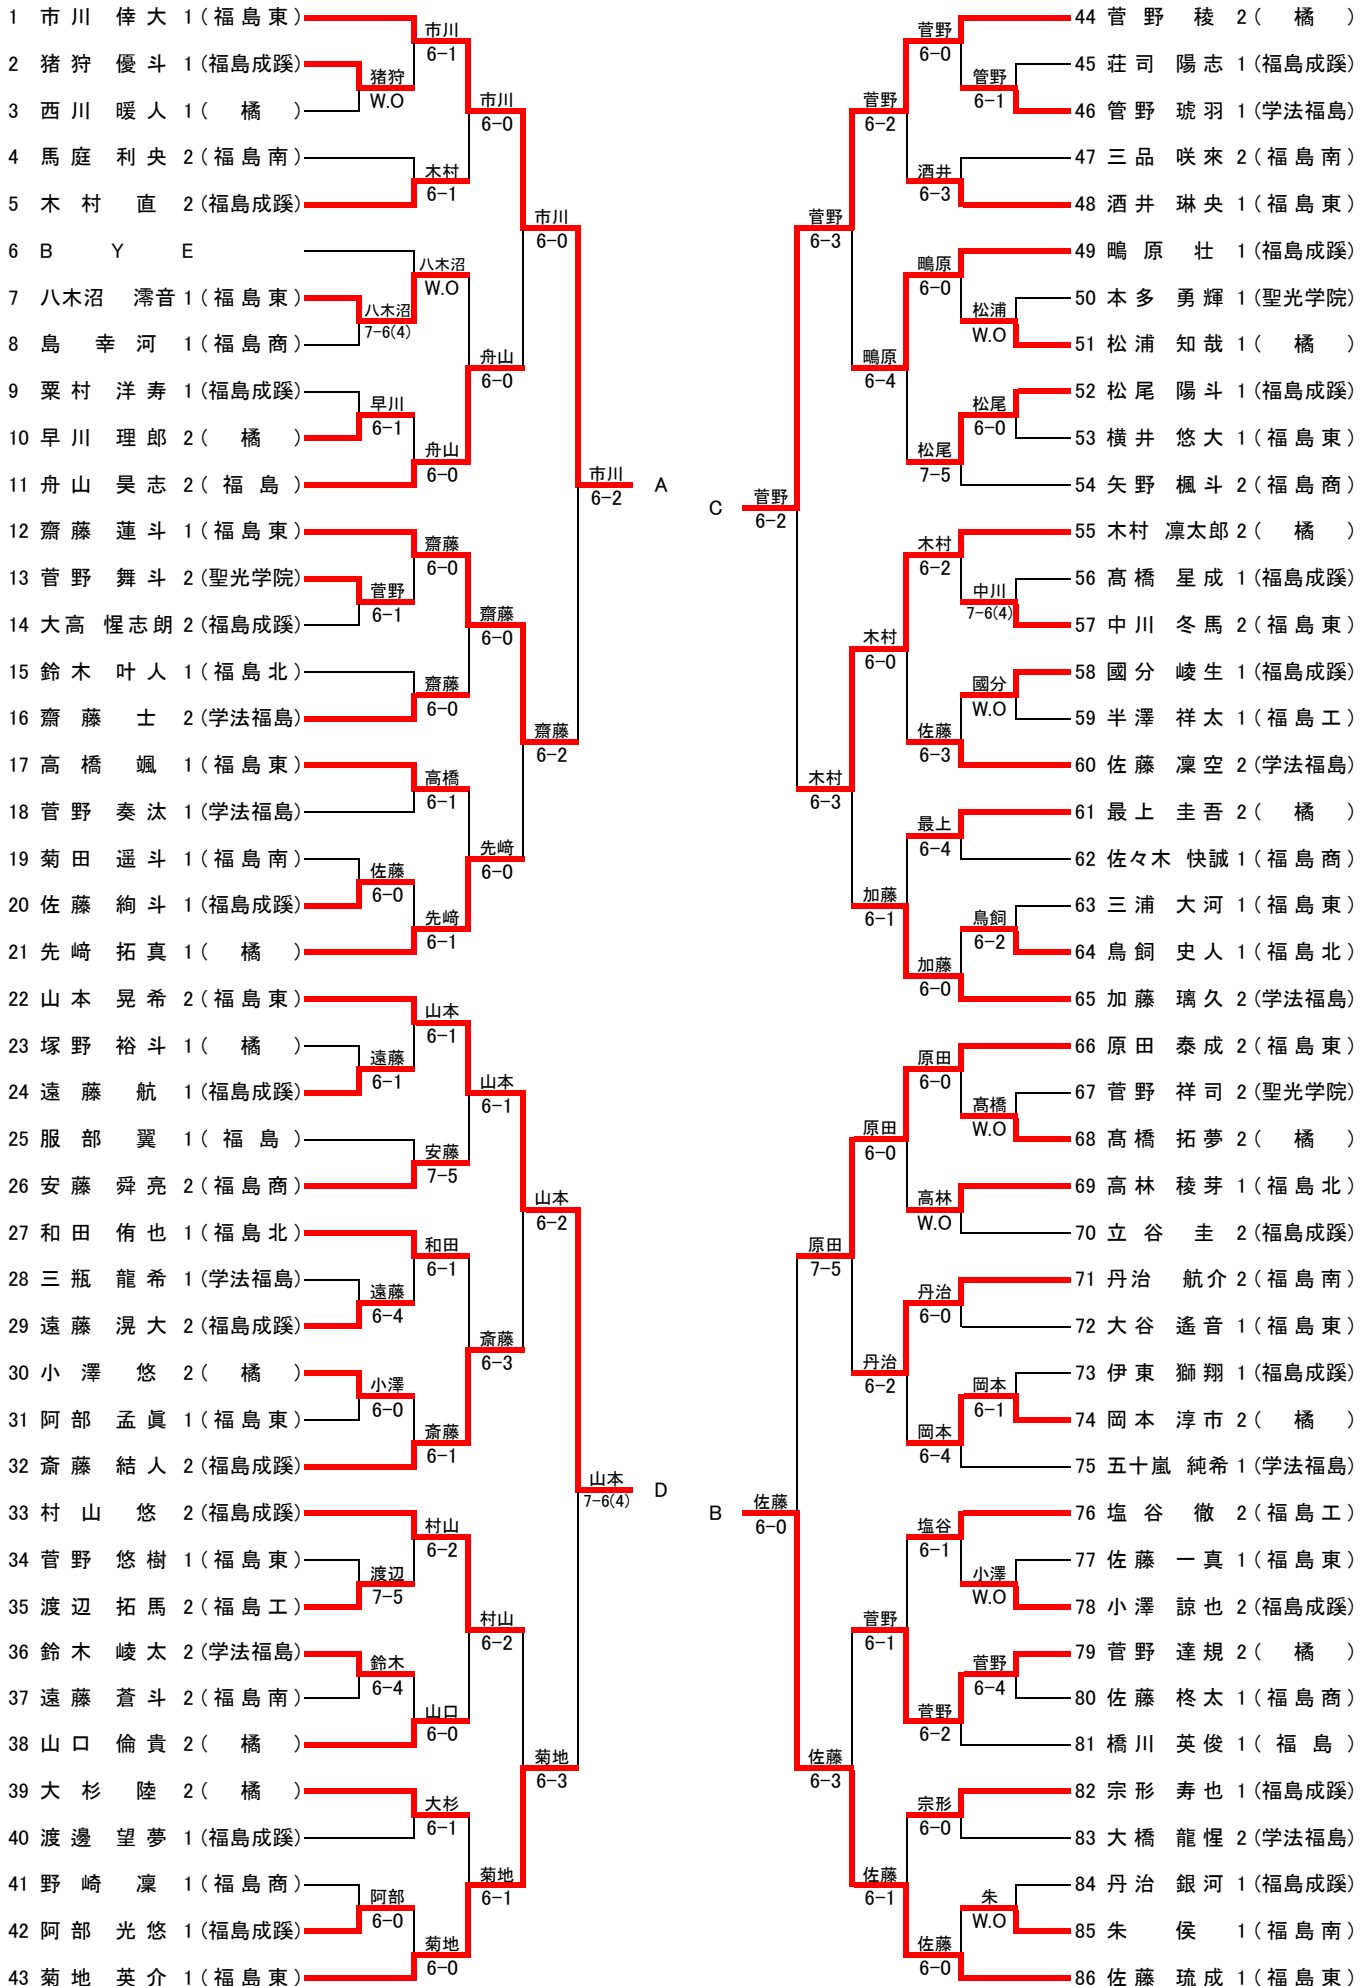 1 市川 倖大 1 (福島東)
2 猪狩 優斗 1 (福島成蹊)
3 西川 暖人 1 (橘)
4 馬庭 利央 2 (福島南)
5 木村 直 2 (福島成蹊)
6 BYE
7 八木沼 澪音 1 (福島東)
8 島 幸河 1 (福島商)
9 粟村 洋寿 1 (福島成蹊)
10 早川 理郎 2 (橘)
11 舟山 昊志 2 (福島)
12 齋藤 蓮斗 1 (福島東)
13 菅野 舞斗 2 (聖光学院)
14 大高 惺志朗 2 (福島成蹊)
15 鈴木 叶人 1 (福島北)
16 齋藤 士 2 (学法福島)
17 高橋 颯 1 (福島東)
18 菅野 奏汰 1 (学法福島)
19 菊田 遥斗 1 (福島南)
20 佐藤 絢斗 1 (福島成蹊)
21 先﨑 拓真 1 (橘)
22 山本 晃希 2 (福島東)
23 塚野 裕斗 1 (橘)
24 遠藤 航 1 (福島成蹊)
25 服部 翼 1 (福島)
26 安藤 舜亮 2 (福島商)
27 和田 侑也 1 (福島北)
28 三瓶 龍希 1 (学法福島)
29 遠藤 滉大 2 (福島成蹊)
30 小澤 悠 2 (橘)
31 阿部 孟眞 1 (福島東)
32 斎藤 結人 2 (福島成蹊)
33 村山 悠 2 (福島成蹊)
34 菅野 悠樹 1 (福島東)
35 渡辺 拓馬 2 (福島工)
36 鈴木 崚太 2 (学法福島)
37 遠藤 蒼斗 2 (福島南)
38 山口 倫貴 2 (橘)
39 大杉 陸 2 (橘)
40 渡邊 望夢 1 (福島成蹊)
41 野崎 凜 1 (福島商)
42 阿部 光悠 1 (福島成蹊)
43 菊地 英介 1 (福島東)
猪狩
W.O
八木沼
7-6(4)
早川
6-1
菅野
6-1
佐藤
6-0
遠藤
6-1
遠藤
6-4
小澤
6-0
渡辺
7-5
鈴木
6-4
阿部
6-0
市川
6-1
木村
6-1
八木沼
W.O
舟山
6-0
齋藤
6-0
齋藤
6-0
高橋
6-1
先﨑
6-1
山本
6-1
安藤
7-5
和田
6-1
斎藤
6-1
村山
6-2
山口
6-0
大杉
6-1
菊地
6-0
市川
6-0
舟山
6-0
齋藤
6-0
先﨑
6-0
山本
6-1
斎藤
6-3
村山
6-2
菊地
6-1
市川
6-0
齋藤
6-2
山本
6-2
菊地
6-3
市川
6-2
A
山本
7-6(4)
D
C
菅野
6-2
B
佐藤
6-0
菅野
6-3
木村
6-3
原田
7-5
佐藤
6-3
菅野
6-2
鴫原
6-4
木村
6-0
加藤
6-1
原田
6-0
丹治
6-2
菅野
6-1
佐藤
6-1
菅野
6-0
酒井
6-3
鴫原
6-0
松尾
7-5
木村
6-2
佐藤
6-3
最上
6-4
加藤
6-0
原田
6-0
高林
W.O
丹治
6-0
岡本
6-4
塩谷
6-1
菅野
6-2
宗形
6-0
佐藤
6-0
管野
6-1
松浦
W.O
松尾
6-0
中川
7-6(4)
國分
W.O
鳥飼
6-2
髙橋
W.O
岡本
6-1
小澤
W.O
菅野
6-4
朱
W.O
44 菅野 稜 2 (橘)
45 荘司 陽志 1 (福島成蹊)
46 管野 琥羽 1 (学法福島)
47 三品 咲來 2 (福島南)
48 酒井 琳央 1 (福島東)
49 鴫原 壮 1 (福島成蹊)
50 本多 勇輝 1 (聖光学院)
51 松浦 知哉 1 (橘)
52 松尾 陽斗 1 (福島成蹊)
53 横井 悠大 1 (福島東)
54 矢野 楓斗 2 (福島商)
55 木村 凛太郎 2 (橘)
56 髙橋 星成 1 (福島成蹊)
57 中川 冬馬 2 (福島東)
58 國分 崚生 1 (福島成蹊)
59 半澤 祥太 1 (福島工)
60 佐藤 凜空 2 (学法福島)
61 最上 圭吾 2 (橘)
62 佐々木 快誠 1 (福島商)
63 三浦 大河 1 (福島東)
64 鳥飼 史人 1 (福島北)
65 加藤 璃久 2 (学法福島)
66 原田 泰成 2 (福島東)
67 菅野 祥司 2 (聖光学院)
68 髙橋 拓夢 2 (橘)
69 高林 稜芽 1 (福島北)
70 立谷 圭 2 (福島成蹊)
71 丹治 航介 2 (福島南)
72 大谷 遙音 1 (福島東)
73 伊東 獅翔 1 (福島成蹊)
74 岡本 淳市 2 (橘)
75 五十嵐 純希 1 (学法福島)
76 塩谷 徹 2 (福島工)
77 佐藤 一真 1 (福島東)
78 小澤 諒也 2 (福島成蹊)
79 菅野 達規 2 (橘)
80 佐藤 柊太 1 (福島商)
81 橋川 英俊 1 (福島)
82 宗形 寿也 1 (福島成蹊)
83 大橋 龍惺 2 (学法福島)
84 丹治 銀河 1 (福島成蹊)
85 朱 侯 1 (福島南)
86 佐藤 琉成 1 (福島東)